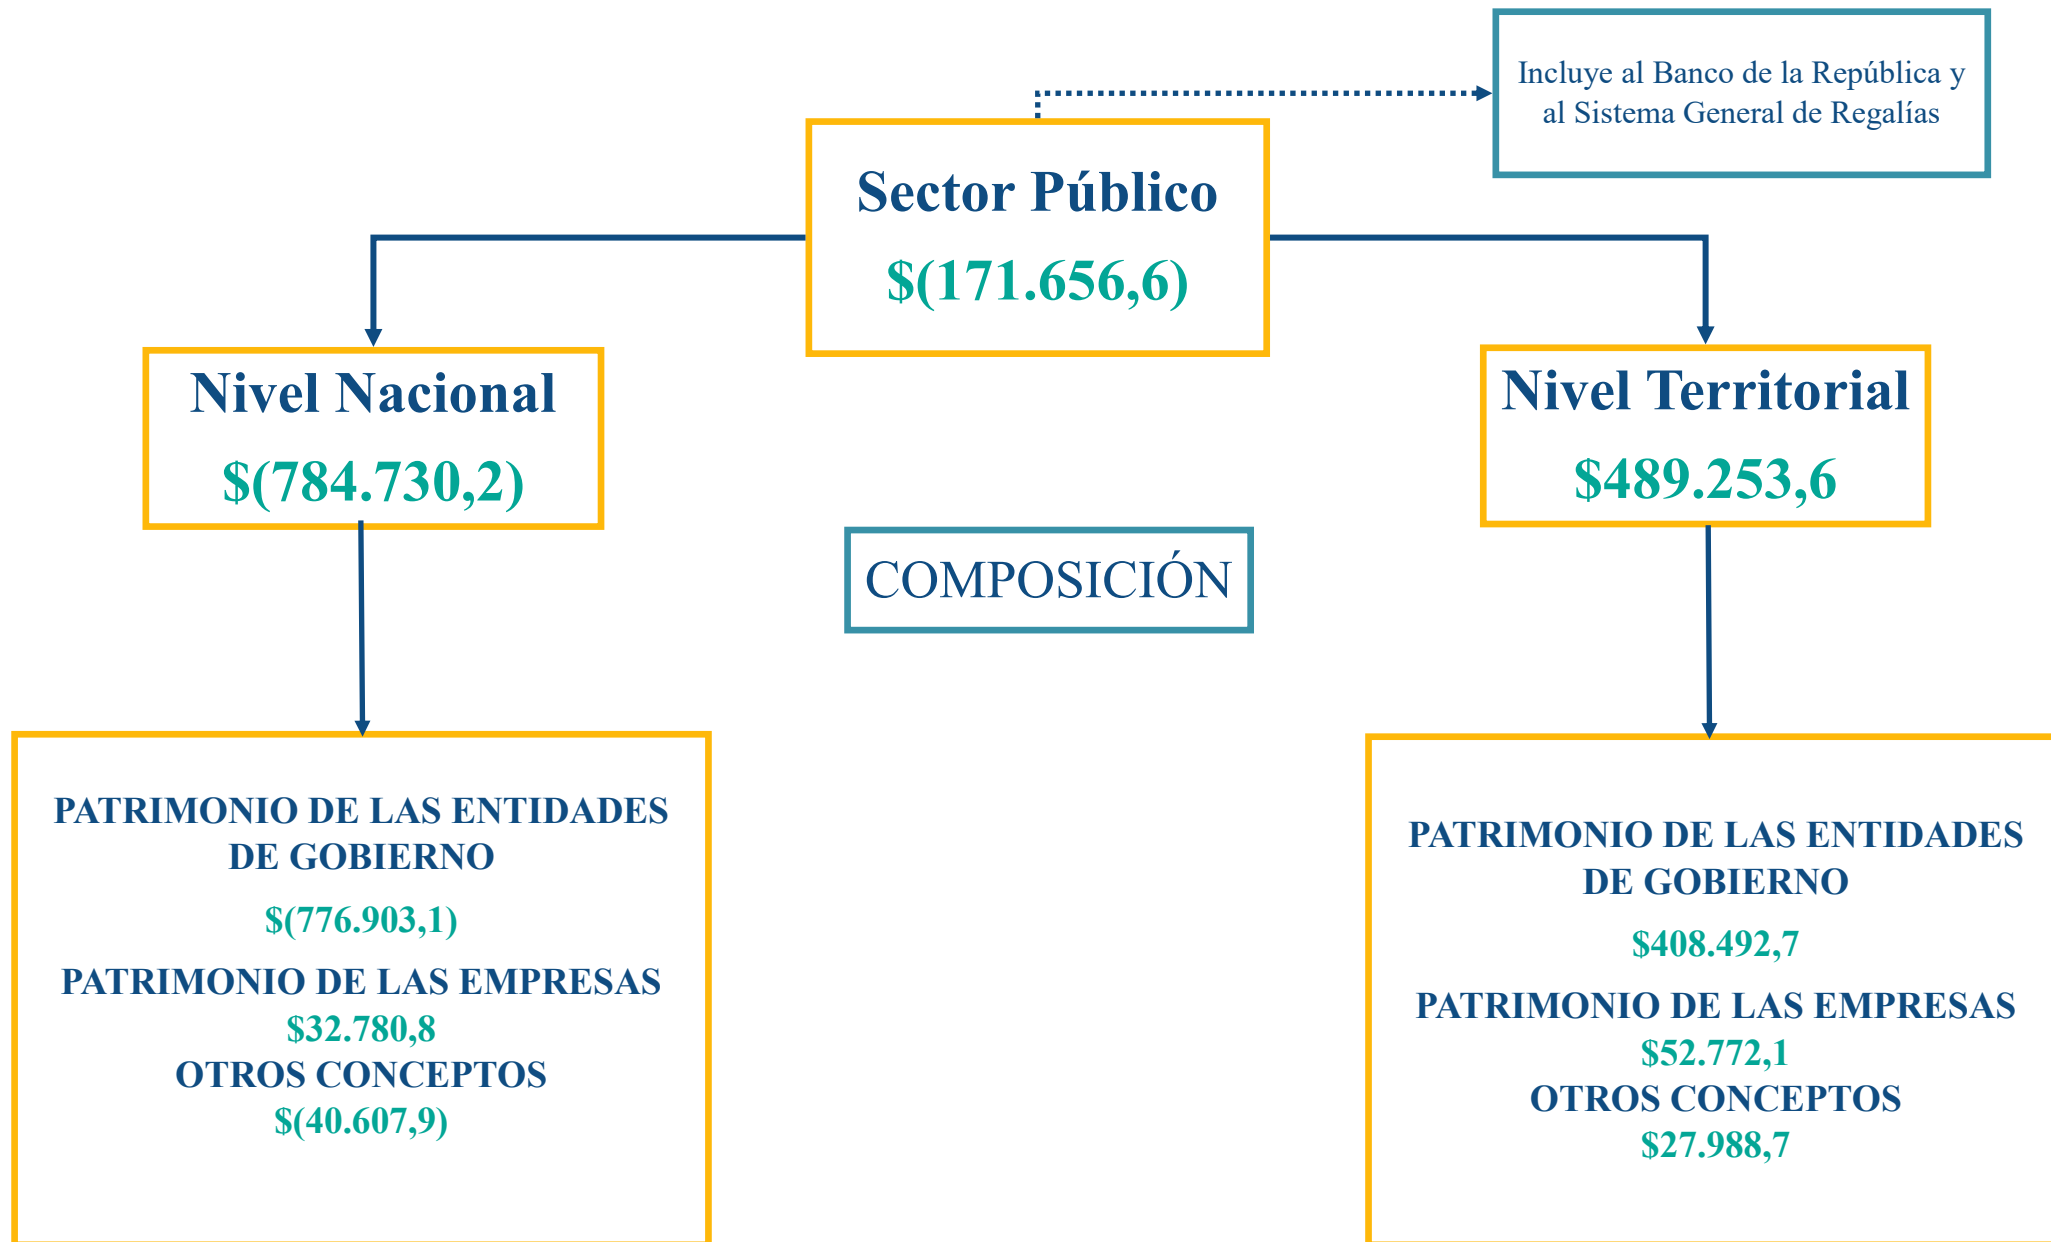 Incluye al Banco de la República y
al Sistema General de Regalías
Sector Público
$(171.656,6)
Nivel Nacional
$(784.730,2)
Nivel Territorial
$489.253,6
COMPOSICIÓN
PATRIMONIO DE LAS ENTIDADES
DE GOBIERNO
$(776.903,1)
PATRIMONIO DE LAS EMPRESAS
$32.780,8
OTROS CONCEPTOS
$(40.607,9)
PATRIMONIO DE LAS ENTIDADES
DE GOBIERNO
$408.492,7
PATRIMONIO DE LAS EMPRESAS
$52.772,1
OTROS CONCEPTOS
$27.988,7